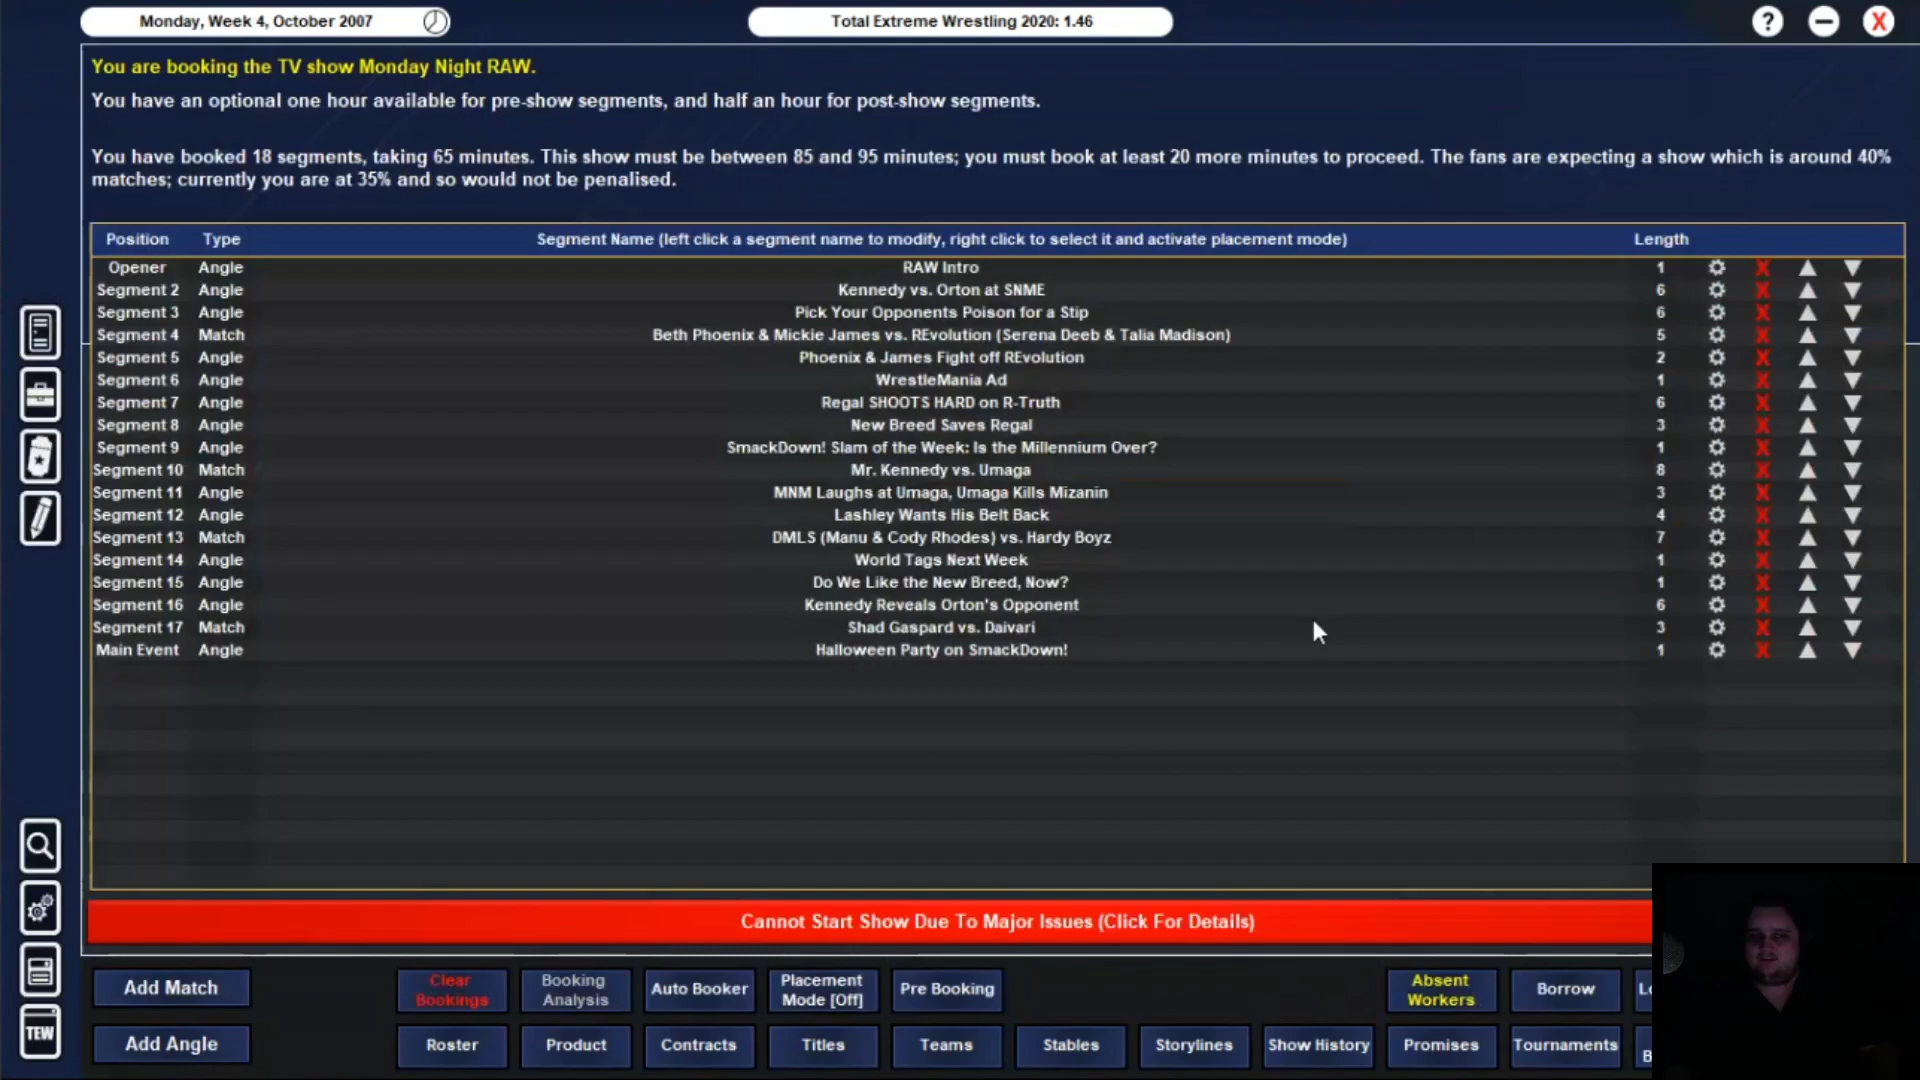 Monday, Week 4, October 2007
Total Extreme Wrestling 2020: 1.46
? X
You are booking the TV show Monday Night RAW.
You have an optional one hour available for pre-show segments, and half an hour for post-show segments.
You have booked 18 segments, taking 65 minutes. This show must be between 85 and 95 minutes; you must book at least 20 more minutes to proceed. The fans are expecting a show which is around 40%
matches; currently you are at 35% and so would not be penalised.
Position Type Segment Name (left click a segment name to modify, right click to select it and activate placement mode) Length
Opener Angle RAW Intro 1 X
Segment 2 Angle Kennedy vs. Orton at SNME 6 X
Segment 3 Angle Pick Your Opponents Poison for a Stip 6 X
Segment 4 Match Beth Phoenix & Mickie James vs. REvolution (Serena Deeb & Talia Madison) 5 X
Segment 5 Angle Phoenix & James Fight off REvolution 2 X
Segment 6 Angle WrestleMania Ad 1 X
Segment 7 Angle Regal SHOOTS HARD on R-Truth 6 X
Segment 8 Angle New Breed Saves Regal 3 X
Segment 9 Angle SmackDown! Slam of the Week: Is the Millennium Over? 1 X
Segment 10 Match Mr. Kennedy vs. Umaga 8 X
Segment 11 Angle MNM Laughs at Umaga, Umaga Kills Mizanin 3 X
Segment 12 Angle Lashley Wants His Belt Back 4 X
Segment 13 Match DMLS (Manu & Cody Rhodes) vs. Hardy Boyz 7 X
Segment 14 Angle World Tags Next Week 1 X
Segment 15 Angle Do We Like the New Breed, Now? 1 X
Segment 16 Angle Kennedy Reveals Orton's Opponent 6 X
Segment 17 Match Shad Gaspard vs. Daivari 3 X
Main Event Angle Halloween Party on SmackDown! 1 X
Cannot Start Show Due To Major Issues (Click For Details)
TEW
Add Match
Clear
Bookings
Booking
Analysis
Auto Booker
Placement
Mode [Off]
Pre Booking
Absent
Workers
Borrow
Add Angle
Roster
Product
Contracts
Titles
Teams
Stables
Storylines
Show History
Promises
Tournaments